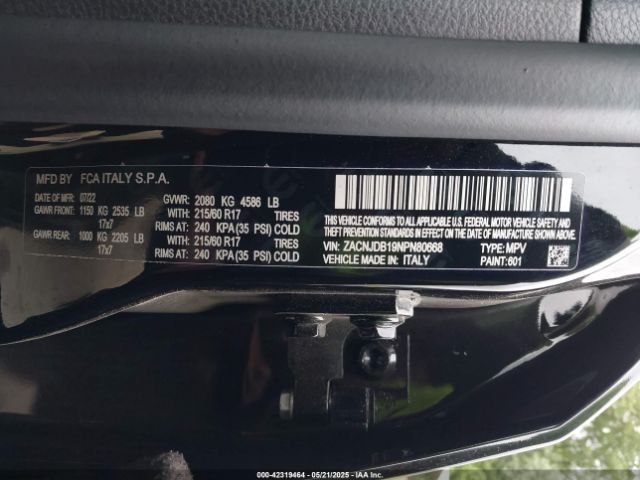 MFD BY FCA ITALY S.P.A.
DATE OF MFR: 07/22 GVWR: 2080 KG 4586 LB
GAWR FRONT: 1150 KG 2535 LB WITH: 215/60 R17 TIRES
17x7 RIMS AT: 240 KPA (35 PSI) COLD
GAWR REAR: 1000 KG 2205 LB WITH: 215/60 R17 TIRES
17x7 RIMS AT: 240 KPA (35 PSI) COLD
THIS VEHICLE CONFORMS TO ALL APPLICABLE U.S. FEDERAL MOTOR
VEHICLE SAFETY, BUMPER, AND
THEFT PREVENTION STANDARDS IN EFFECT ON THE DATE OF MFR SHOWN ABOVE
VIN: ZACNJDB19NPN80668 TYPE: MPV
VEHICLE MADE IN: ITALY PAINT: 601
000-42319464 - 05/21/2025 - IAAI.COM